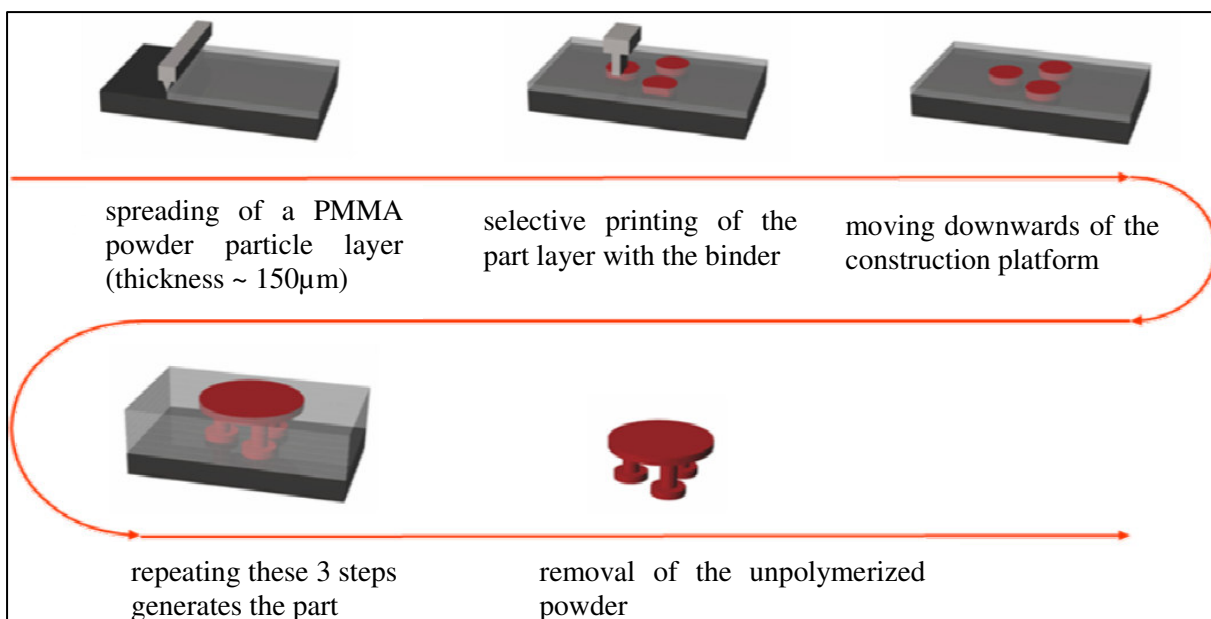 spreading of a PMMA
powder particle layer
(thickness ~ 150µm)
selective printing of the
part layer with the binder
moving downwards of the
construction platform
repeating these 3 steps
generates the part
removal of the unpolymerized
powder